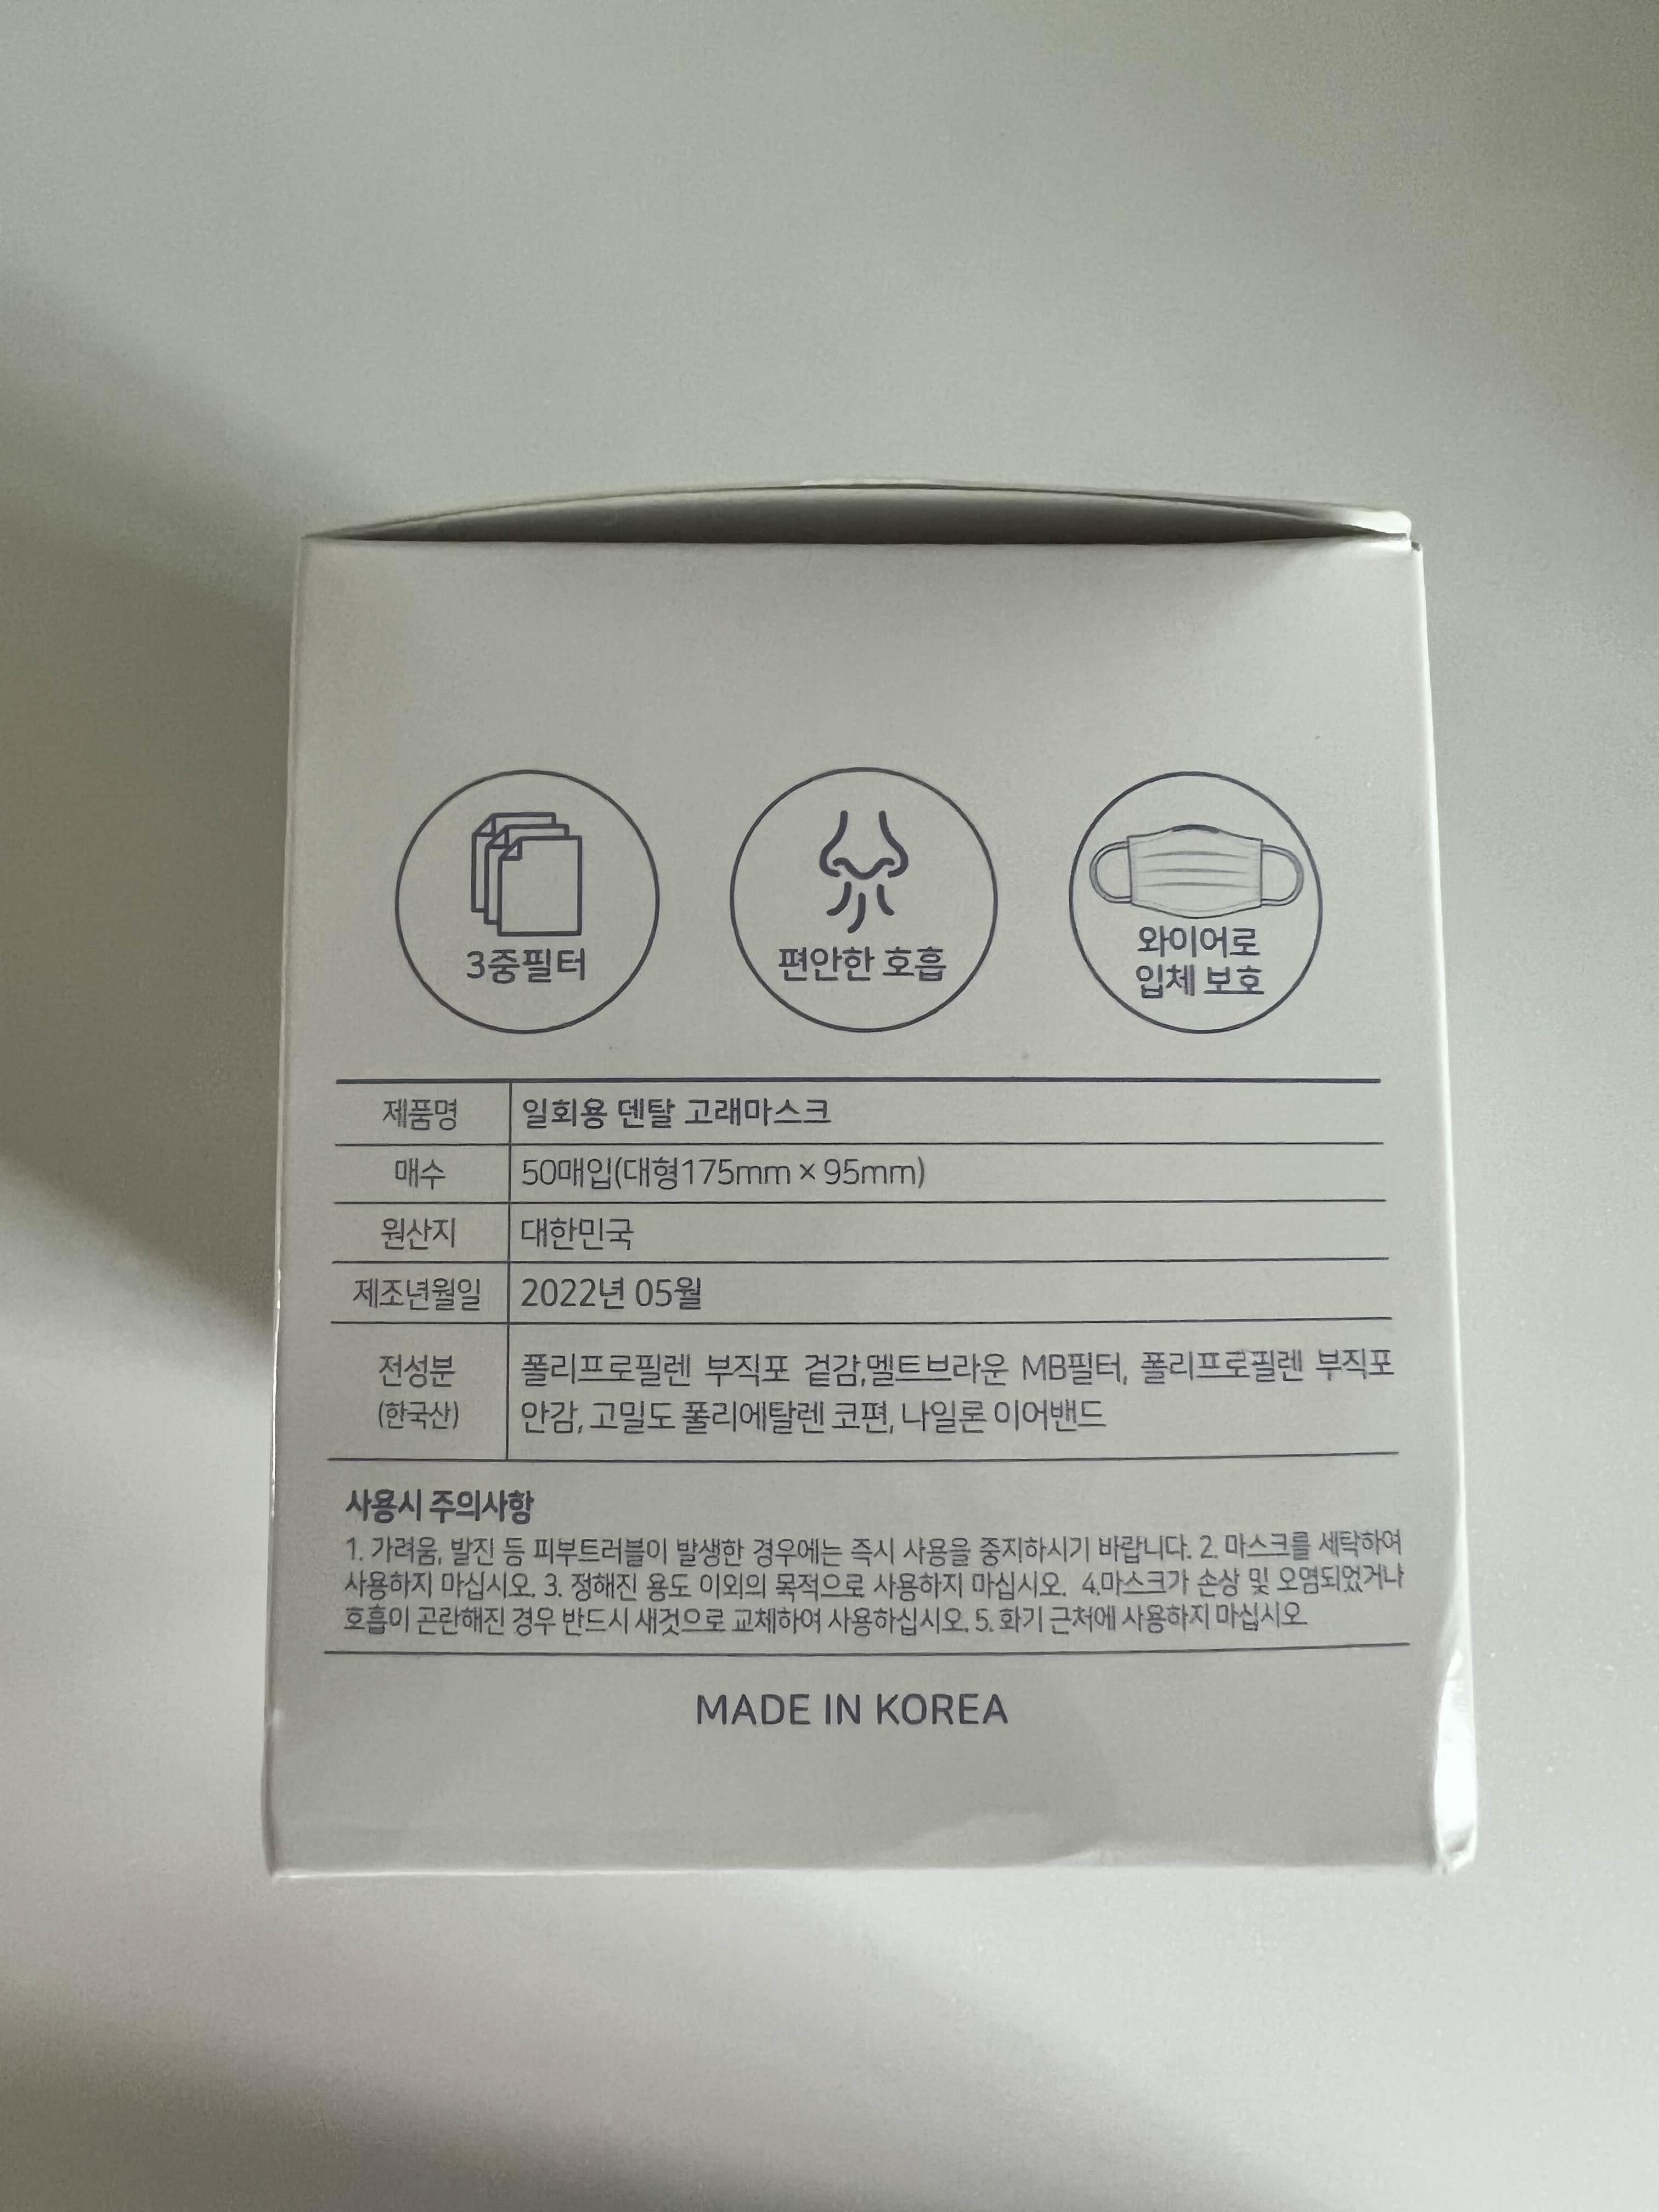 3중필터
편안한 호흡
와이어로
입체 보호
제품명 일회용 덴탈 고래마스크
매수 50매입(대형175mm × 95mm)
원산지 대한민국
제조년월일 2022년 05월
전성분 폴리프로필렌 부직포 겉감,멜트브라운 MB필터, 폴리프로필렌 부직포
(한국산) 안감, 고밀도 폴리에탈렌 코편, 나일론 이어밴드
사용시 주의사항
1. 가려움, 발진 등 피부트러블이 발생한 경우에는 즉시 사용을 중지하시기 바랍니다. 2. 마스크를 세탁하여
사용하지 마십시오. 3. 정해진 용도 이외의 목적으로 사용하지 마십시오. 4.마스크가 손상 및 오염되었거나
호흡이 곤란해진 경우 반드시 새것으로 교체하여 사용하십시오. 5. 화기 근처에 사용하지 마십시오
MADE IN KOREA